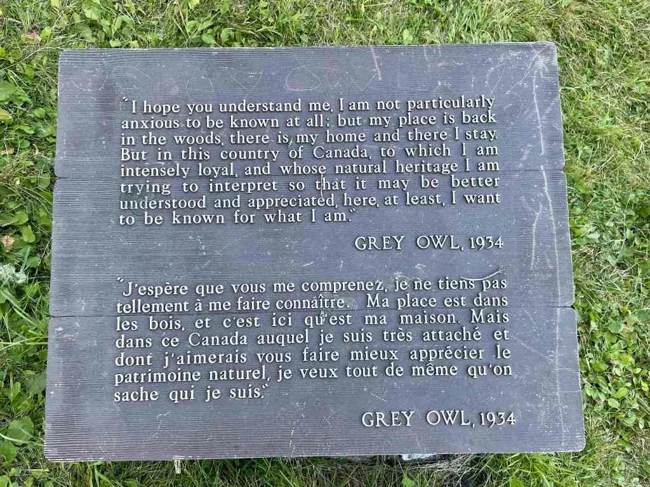 "I hope you understand me, I am not particularly
anxious to be known at all; but my place is back
in the woods, there is my home and there I stay.
But in this country of Canada, to which I am
intensely loyal, and whose natural heritage I am
trying to interpret so that it may be better
understood and appreciated, here, at least, I want
to be known for what I am."
GREY OWL, 1934
"J'espère que vous me comprenez, je ne tiens pas
tellement à me faire connaître. Ma place est dans
les bois, et c'est ici qu'est ma maison. Mais
dans ce Canada auquel je suis très attaché et
dont j'aimerais vous faire mieux apprécier le
patrimoine naturel, je veux tout de même qu'on
sache qui je suis."
GREY OWL, 1934